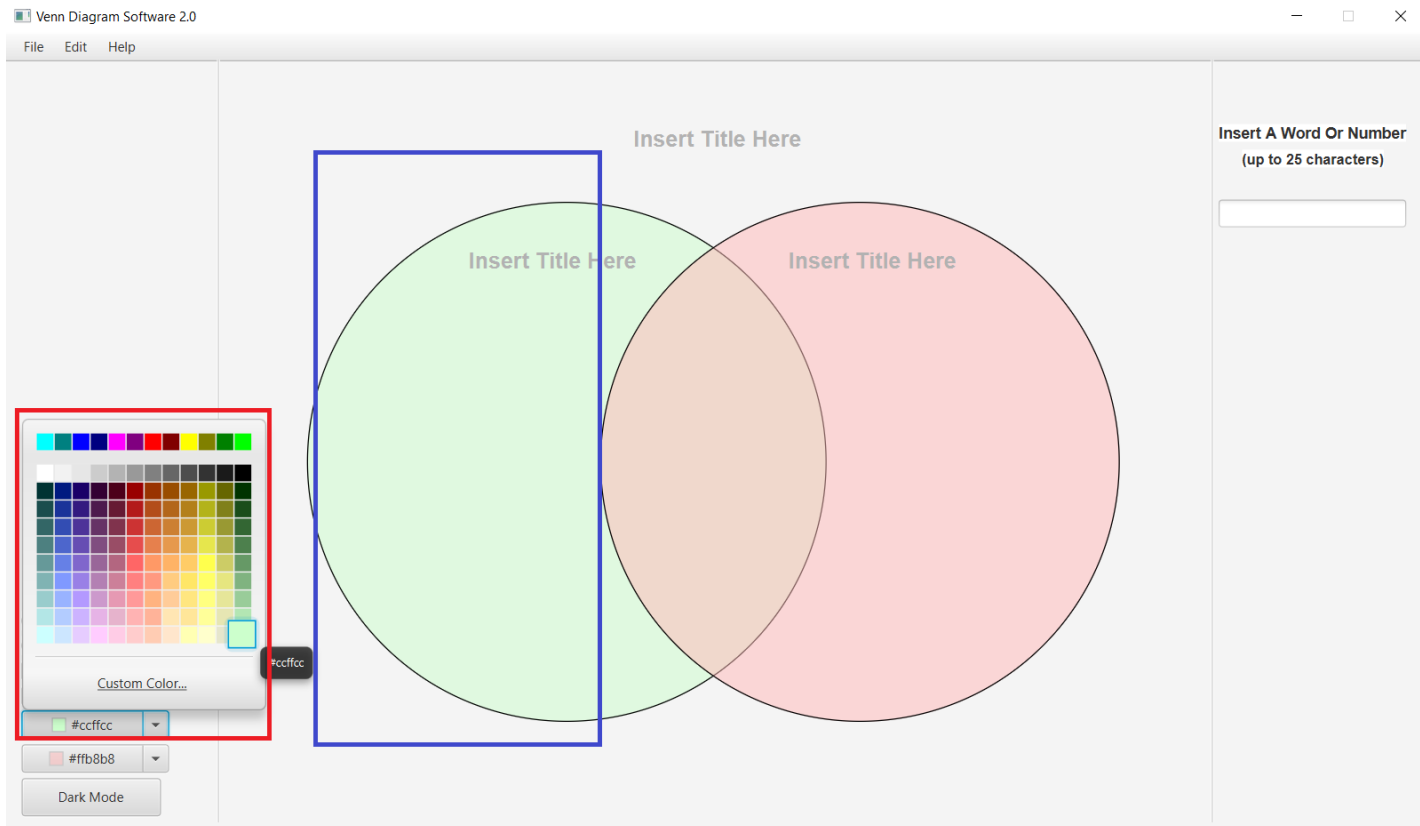 Venn Diagram Software 2.0
File Edit Help
Insert Title Here
Insert A Word Or Number
(up to 25 characters)
Insert Title Here
Insert Title Here
#ccffcc
Custom Color...
#ccffcc
#ffb8b8
Dark Mode